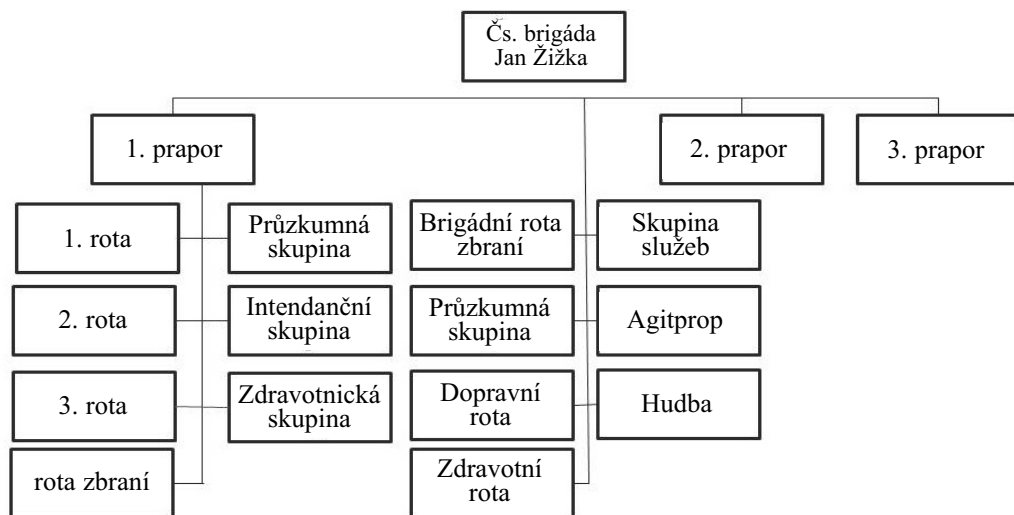 Čs. brigáda
Jan Žižka
1. prapor
2. prapor
3. prapor
1. rota
Průzkumná
skupina
Brigádní rota
zbraní
Skupina
služeb
2. rota
Intendanční
skupina
Průzkumná
skupina
Agitprop
3. rota
Zdravotnická
skupina
Dopravní
rota
Hudba
rota zbraní
Zdravotní
rota